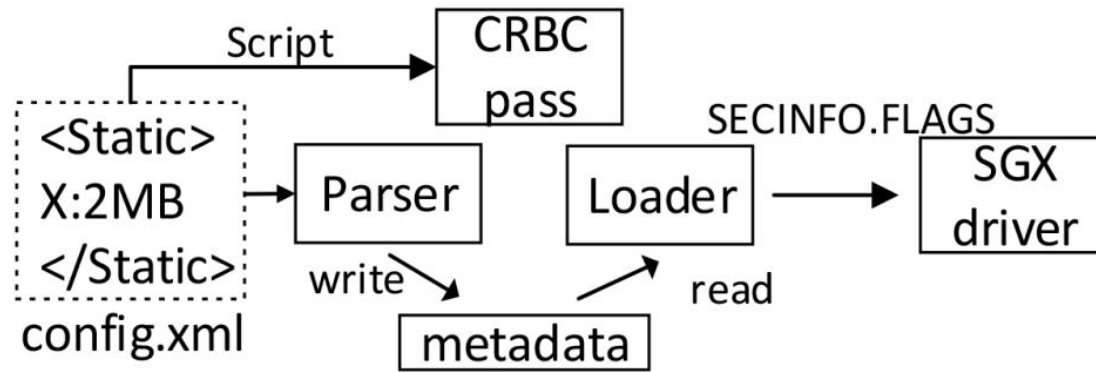 Script
CRBC
pass
<Static>
X:2MB
</Static>
config.xml
Parser
write
metadata
read
Loader
SECINFO.FLAGS
SGX
driver